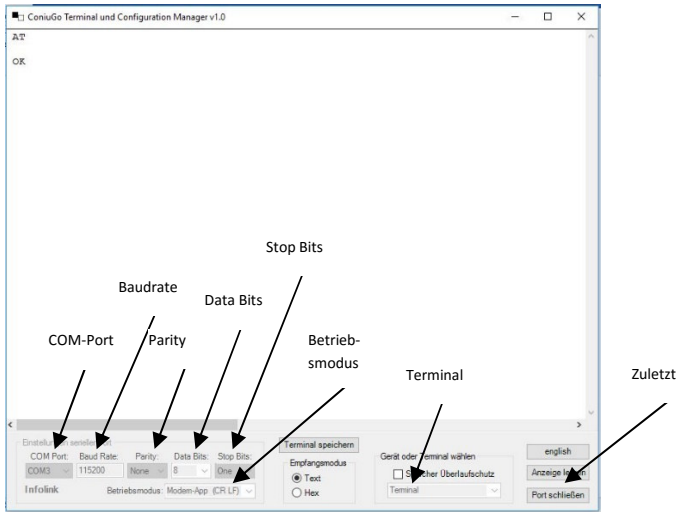 ConiuGo Terminal und Configuration Manager v1.0
AT
OK
Stop Bits
Baudrate
Data Bits
COM-Port
Parity
Betrieb-
smodus
Terminal
Zuletzt
Einstellungen
COM Port:
Baud Rate:
Parity:
Data Bits:
Stop Bits:
COM3
115200
None
8
One
Infolink
Betriebsmodus:
Modem-App (CR LF)
Terminal speichern
Empfangsmodus
Text
Hex
Gerät oder Terminal wählen
Überlaufschutz
Terminal
english
Anzeige
Port schließen